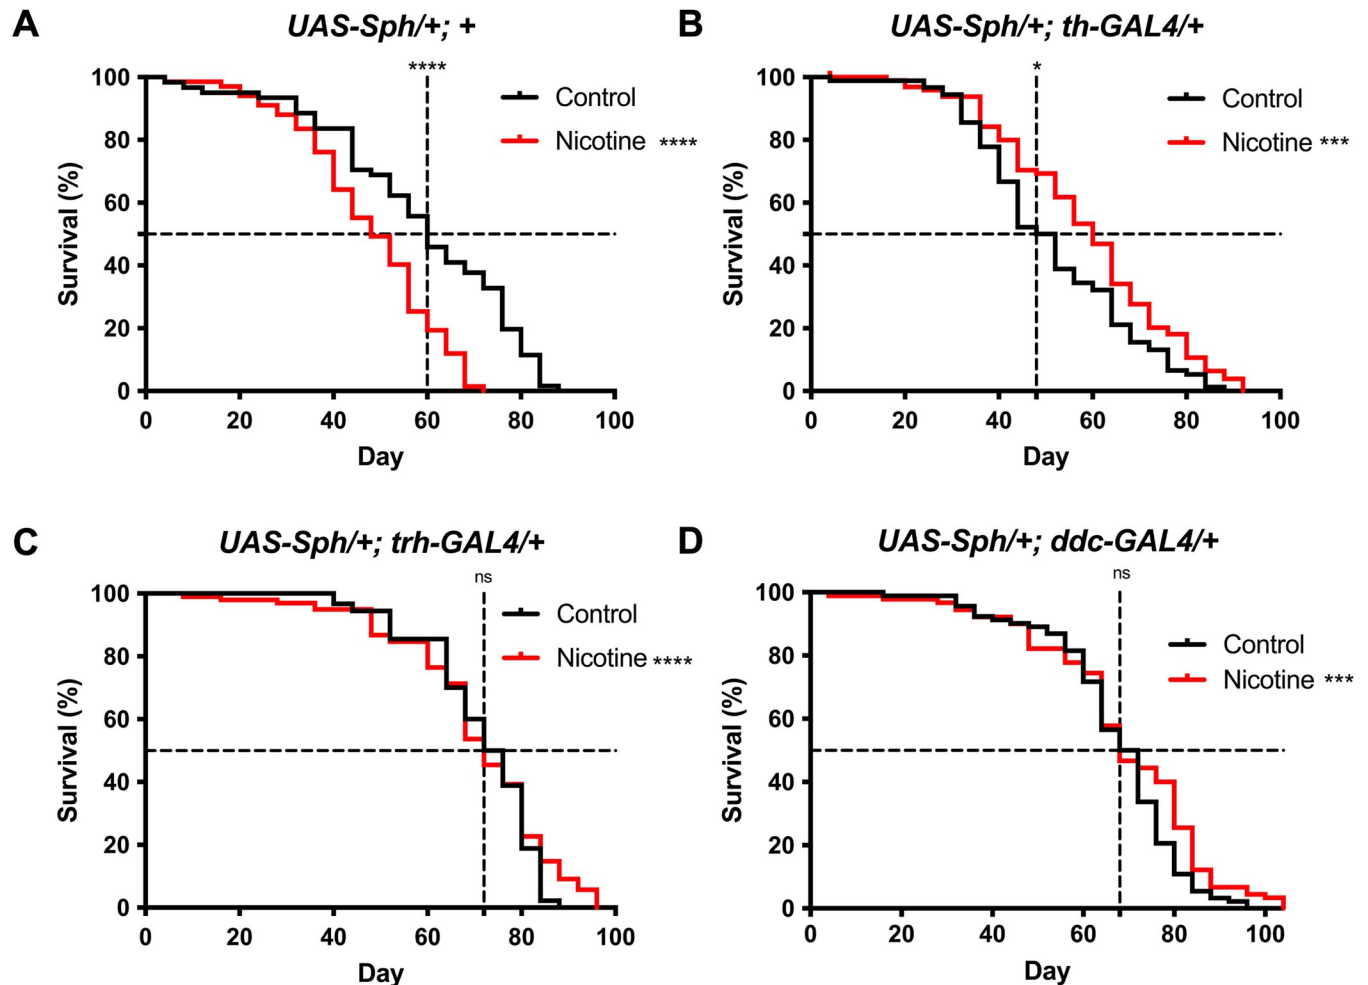 A
UAS-Sph/+; +
****
Control
Nicotine ****
Survival (%)
100
80
60
40
20
0
0 20 40 60 80 100
Day
B
UAS-Sph/+; th-GAL4/+
*
Control
Nicotine ***
Survival (%)
100
80
60
40
20
0
0 20 40 60 80 100
Day
C
UAS-Sph/+; trh-GAL4/+
ns
Control
Nicotine ****
Survival (%)
100
80
60
40
20
0
0 20 40 60 80 100
Day
D
UAS-Sph/+; ddc-GAL4/+
ns
Control
Nicotine ***
Survival (%)
100
80
60
40
20
0
0 20 40 60 80 100
Day